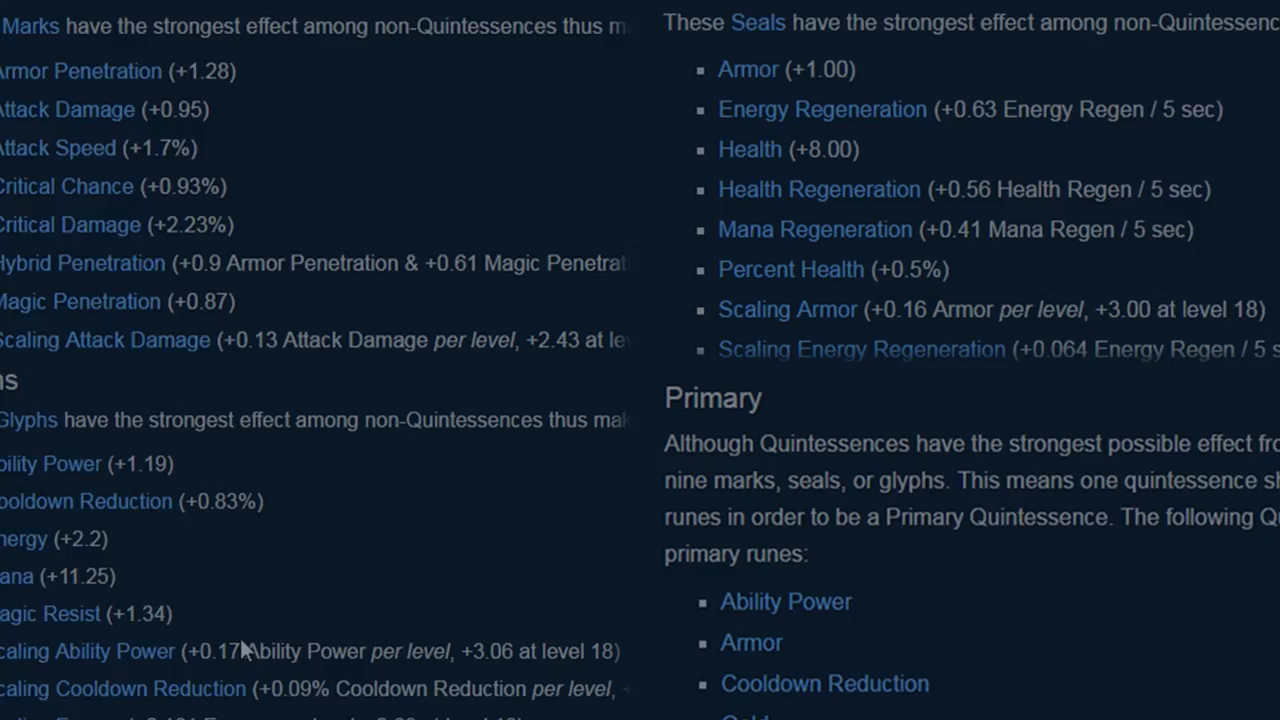 Marks have the strongest effect among non-Quintessences thus
Armor Penetration (+1.28)
Attack Damage (+0.95)
Attack Speed (+1.7%)
Critical Chance (+0.93%)
Critical Damage (+2.23%)
Hybrid Penetration (+0.9 Armor Penetration & +0.61 Magic Penetrat
Magic Penetration (+0.87)
Scaling Attack Damage (+0.13 Attack Damage per level, +2.43 at lev
ns
Glyphs have the strongest effect among non-Quintessences thus mak
bility Power (+1.19)
ooldown Reduction (+0.83%)
nergy (+2.2)
ana (+11.25)
agic Resist (+1.34)
caling Ability Power (+0.17 Ability Power per level, +3.06 at level 18)
caling Cooldown Reduction (+0.09% Cooldown Reduction per level,
These Seals have the strongest effect among non-Quintessenc
Armor (+1.00)
Energy Regeneration (+0.63 Energy Regen / 5 sec)
Health (+8.00)
Health Regeneration (+0.56 Health Regen / 5 sec)
Mana Regeneration (+0.41 Mana Regen / 5 sec)
Percent Health (+0.5%)
Scaling Armor (+0.16 Armor per level, +3.00 at level 18)
Scaling Energy Regeneration (+0.064 Energy Regen / 5 s
Primary
Although Quintessences have the strongest possible effect fro
nine marks, seals, or glyphs. This means one quintessence sh
runes in order to be a Primary Quintessence. The following Q
primary runes:
Ability Power
Armor
Cooldown Reduction